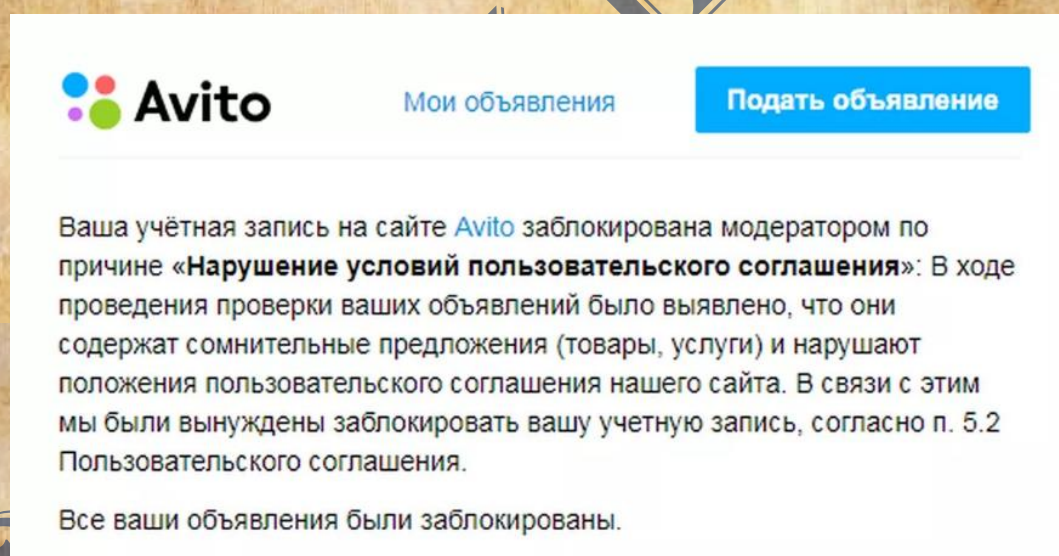 Avito
Мои объявления
Подать объявление
Ваша учётная запись на сайте Avito заблокирована модератором по
причине «Нарушение условий пользовательского соглашения»: В ходе
проведения проверки ваших объявлений было выявлено, что они
содержат сомнительные предложения (товары, услуги) и нарушают
положения пользовательского соглашения нашего сайта. В связи с этим
мы были вынуждены заблокировать вашу учетную запись, согласно п. 5.2
Пользовательского соглашения.
Все ваши объявления были заблокированы.